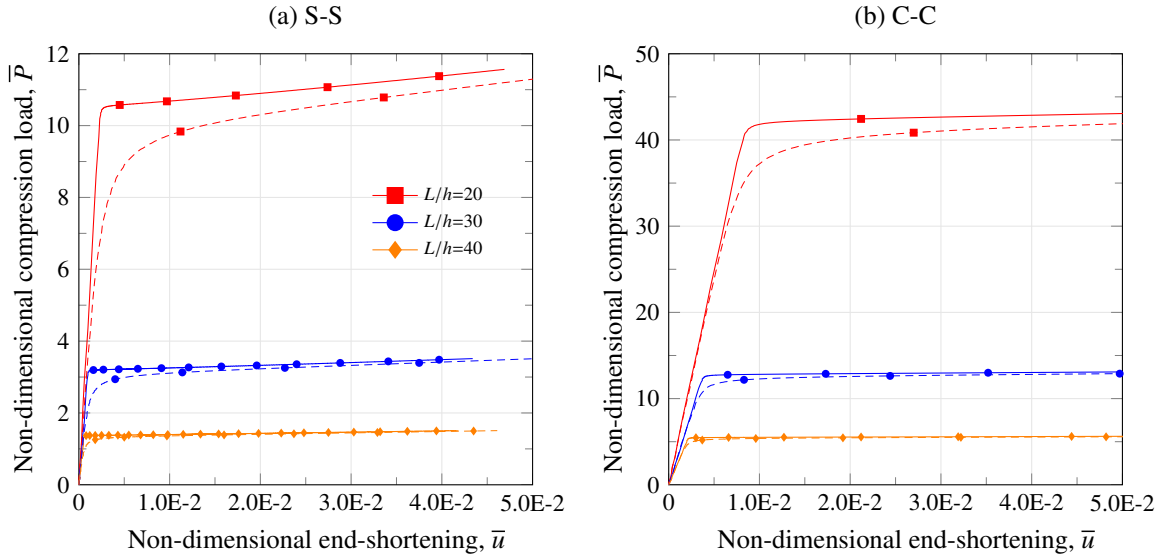 (a) S-S
Non-dimensional compression load, P̅
12
10
8
6
4
2
0
0
1.0E-2
2.0E-2
3.0E-2
4.0E-2
5.0E-2
Non-dimensional end-shortening, u̅
L/h=20
L/h=30
L/h=40
(b) C-C
Non-dimensional compression load, P̅
50
40
30
20
10
0
0
1.0E-2
2.0E-2
3.0E-2
4.0E-2
5.0E-2
Non-dimensional end-shortening, u̅